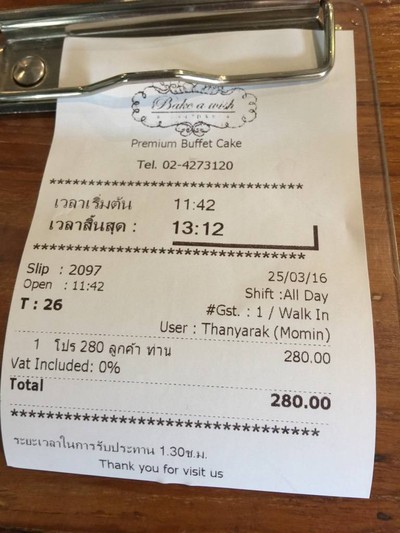 Bake a wish
Premium Buffet Cake
Tel. 02-4273120
******************************
เวลาเริ่มต้น 11:42
เวลาสิ้นสุด : 13:12
******************************
Slip : 2097 25/03/16
Open : 11:42 Shift :All Day
T : 26 #Gst. : 1 / Walk In
User : Thanyarak (Momin)
1 โปร 280 ลูกค้า ท่าน 280.00
Vat Included: 0%
Total 280.00
******************************
ระยะเวลาในการรับประทาน 1.30ช.ม.
Thank you for visit us